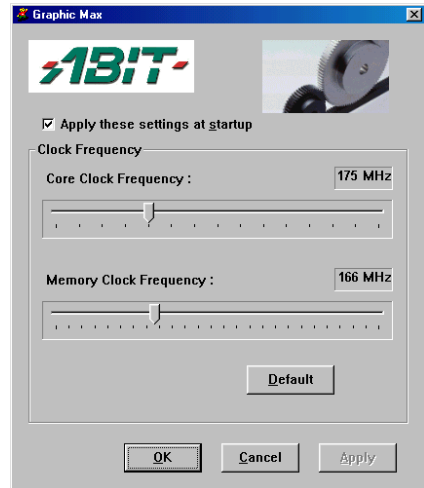 Graphic Max
ABIT
Apply these settings at startup
Clock Frequency
Core Clock Frequency :
175 MHz
Memory Clock Frequency :
166 MHz
Default
OK
Cancel
Apply